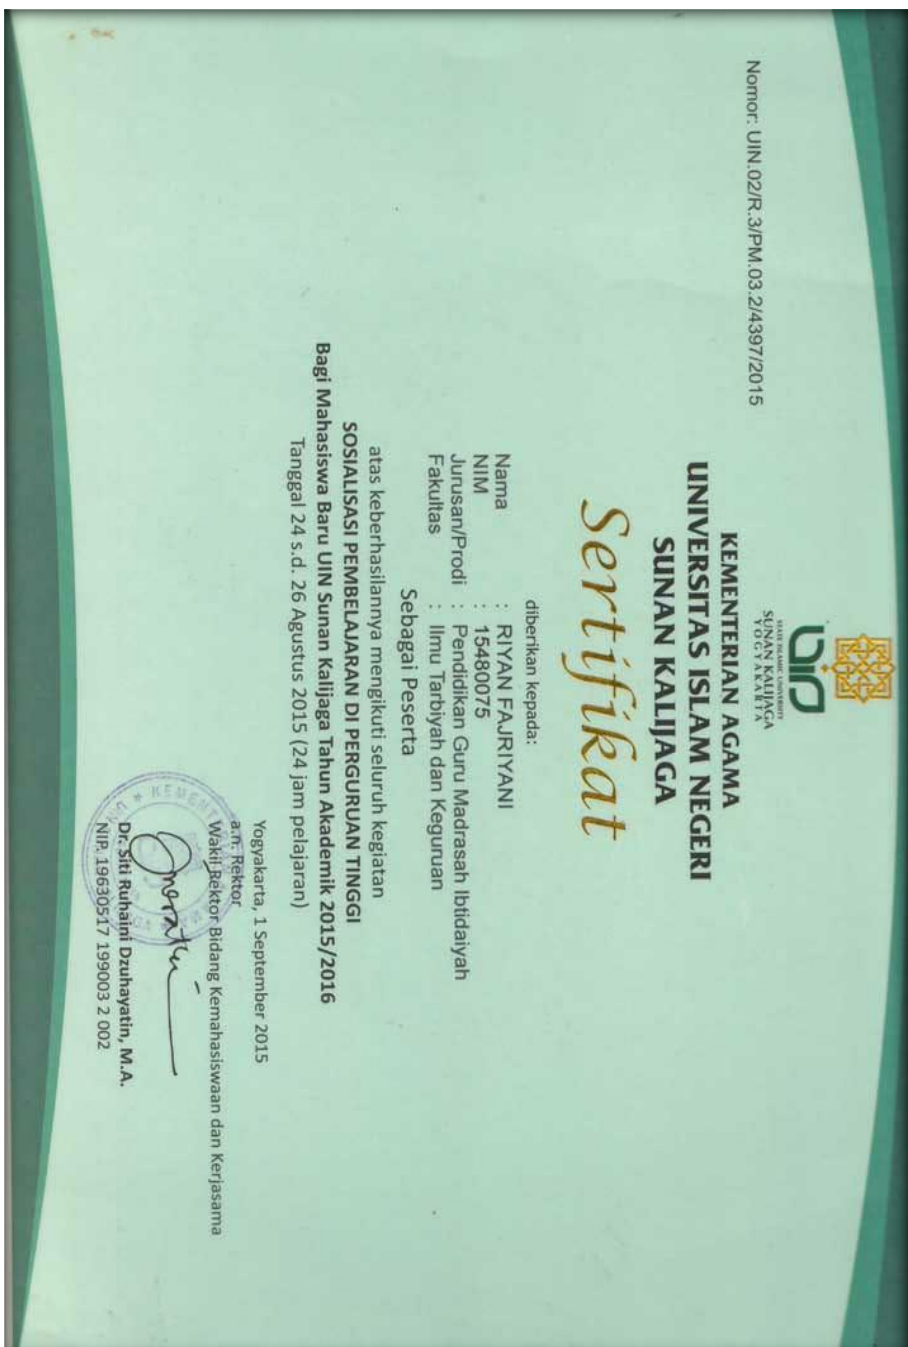 uin
STATE ISLAMIC UNIVERSITY
SUNAN KALIJAGA
YOGYAKARTA
Nomor: UIN.02/R.3/PM.03.2/4397/2015
KEMENTERIAN AGAMA
UNIVERSITAS ISLAM NEGERI
SUNAN KALIJAGA
Sertifikat
diberikan kepada:
Nama : RIYAN FAJRIYANI
NIM : 15480075
Jurusan/Prodi : Pendidikan Guru Madrasah Ibtidaiyah
Fakultas : Ilmu Tarbiyah dan Keguruan
Sebagai Peserta
atas keberhasilannya mengikuti seluruh kegiatan
SOSIALISASI PEMBELAJARAN DI PERGURUAN TINGGI
Bagi Mahasiswa Baru UIN Sunan Kalijaga Tahun Akademik 2015/2016
Tanggal 24 s.d. 26 Agustus 2015 (24 jam pelajaran)
Yogyakarta, 1 September 2015
a.n. Rektor
Wakil Rektor Bidang Kemahasiswaan dan Kerjasama
Dr. Siti Ruhaini Dzuhayatin, M.A.
NIP. 19630517 199003 2 002